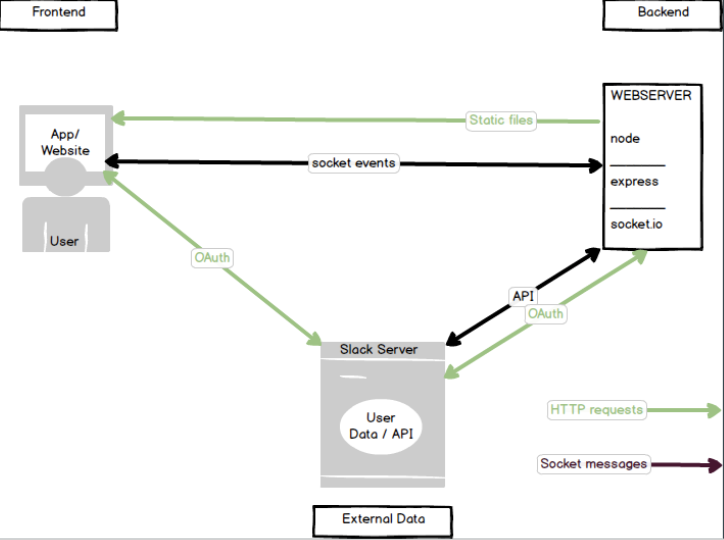 Frontend
Backend
WEBSERVER
Static files
App/
Website
node
socket events
express
socket.io
User
OAuth
API
OAuth
Slack Server
User
Data / API
HTTP requests
Socket messages
External Data